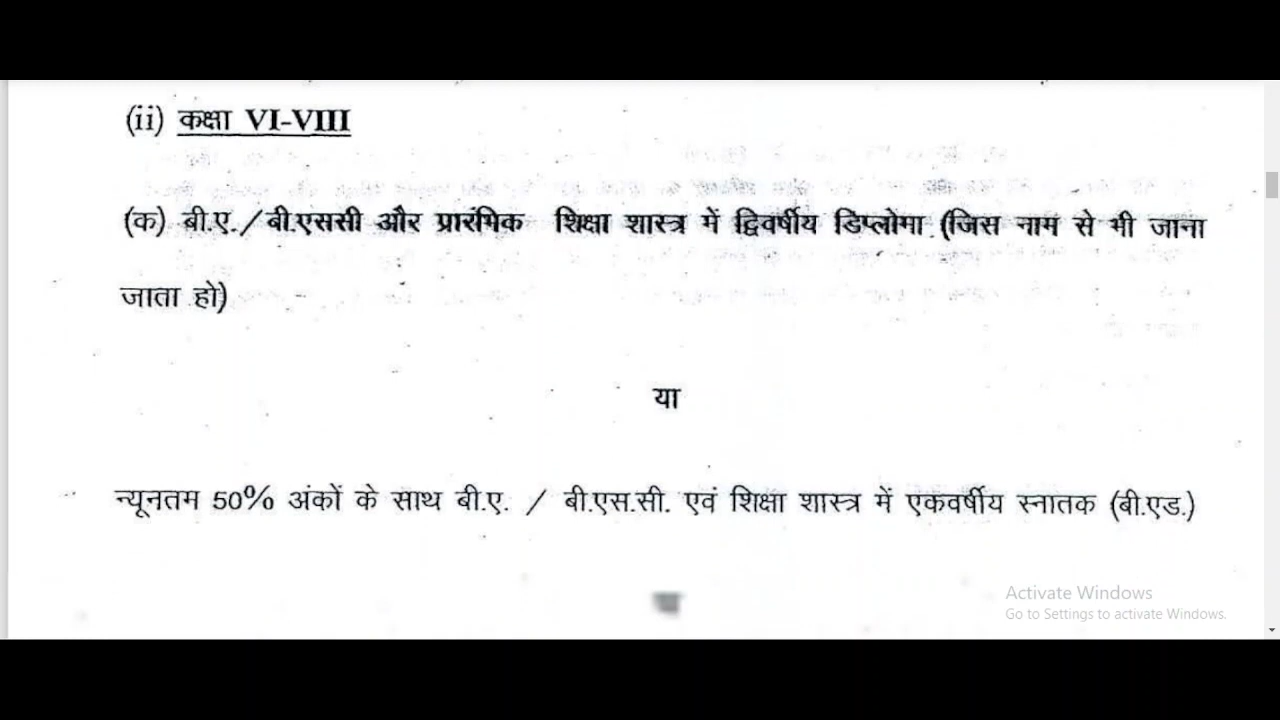 (ii) कक्षा VI-VIII
(क) बी.ए./बी.एससी और प्रारंभिक शिक्षा शास्त्र में द्विवर्षीय डिप्लोमा (जिस नाम से भी जाना
जाता हो)
या
न्यूनतम 50% अंकों के साथ बी.ए. / बी.एस.सी. एवं शिक्षा शास्त्र में एकवर्षीय स्नातक (बी.एड.)
Activate Windows
Go to Settings to activate Windows.